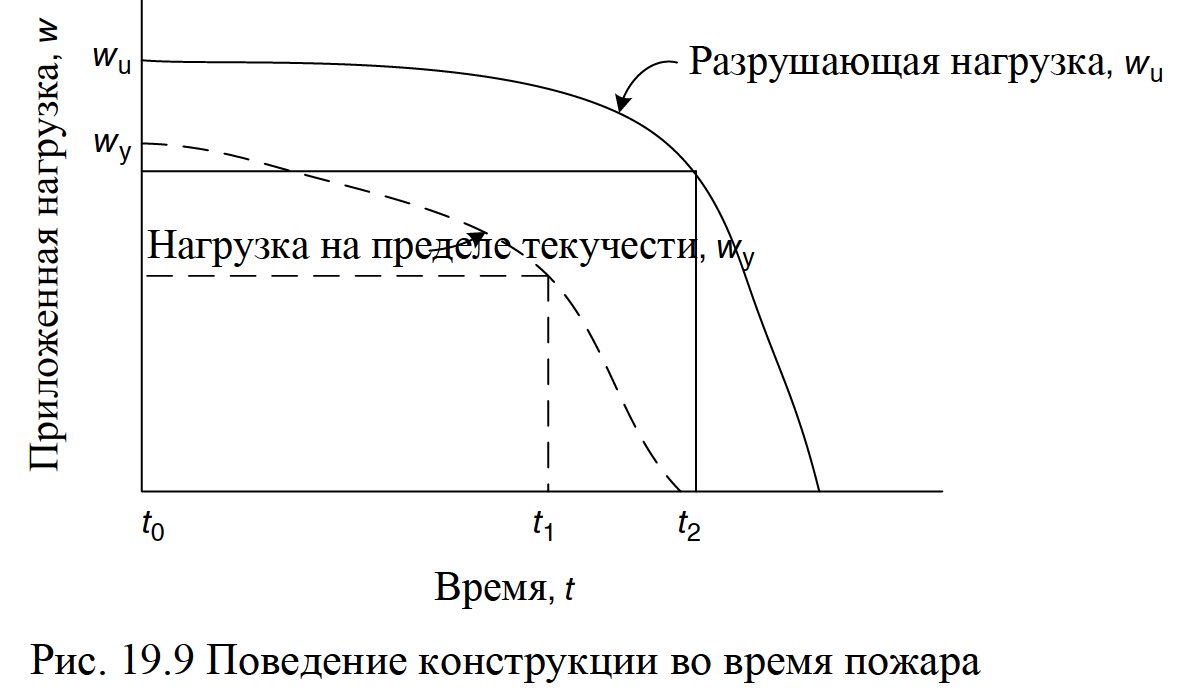 Приложенная нагрузка, w
wu
Разрушающая нагрузка, wu
wy
Нагрузка на пределе текучести, wy
t0
t1
t2
Время, t
Рис. 19.9 Поведение конструкции во время пожара